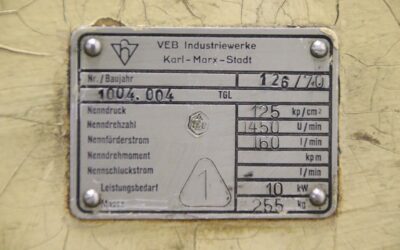 VEB Industriewerke
Karl-Marx-Stadt
Nr./Baujahr 126/70
1004.004 TGL
Nenndruck 125 kp/cm²
Nenndrehzahl 1450 U/min
Nennförderstrom 160 l/min
Nenndrehmoment kpm
Nennschluckstrom l/min
Leistungsbedarf 10 kW
Masse 255 kg
1